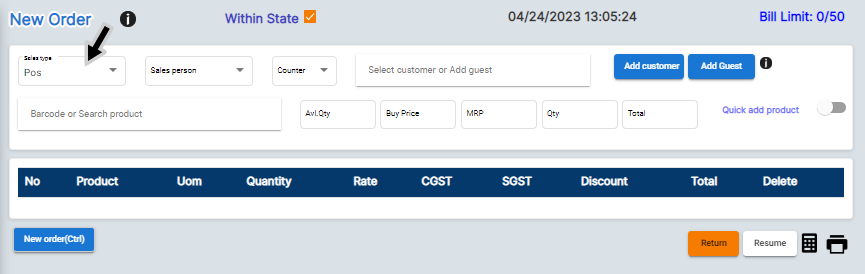 New Order Within State 04/24/2023 13:05:24 Bill Limit: 0/50
Sales type
Pos Sales person Counter Select customer or Add guest Add customer Add Guest
Barcode or Search product Avl.Qty Buy Price MRP Qty Total Quick add product
No Product Uom Quantity Rate CGST SGST Discount Total Delete
New order(Ctrl) Return Resume